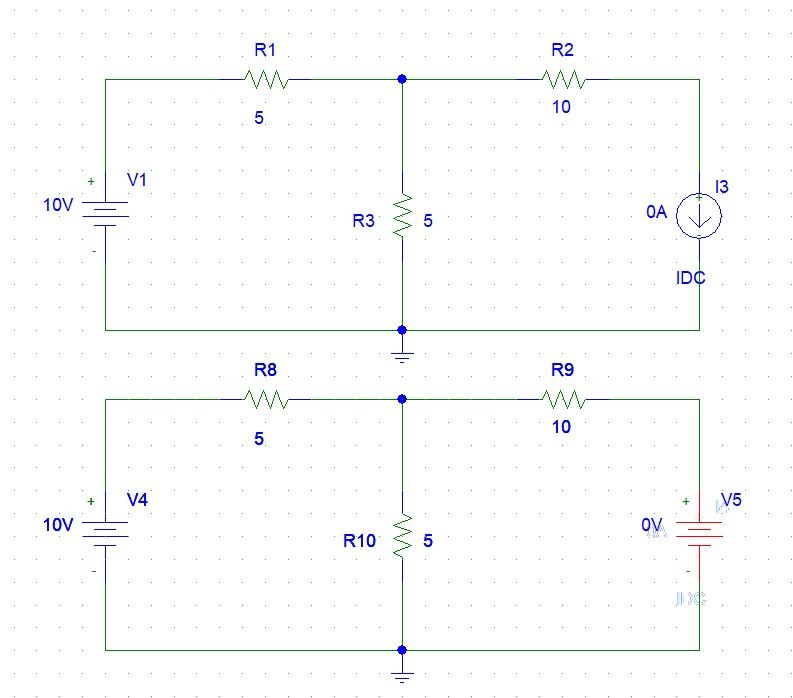 R1 R2
5 10
+ V1 I3
10V 0A
R3 5
-
IDC
R8 R9
5 10
+ V4 + V5
10V 0V
R10 5
- -
IDC